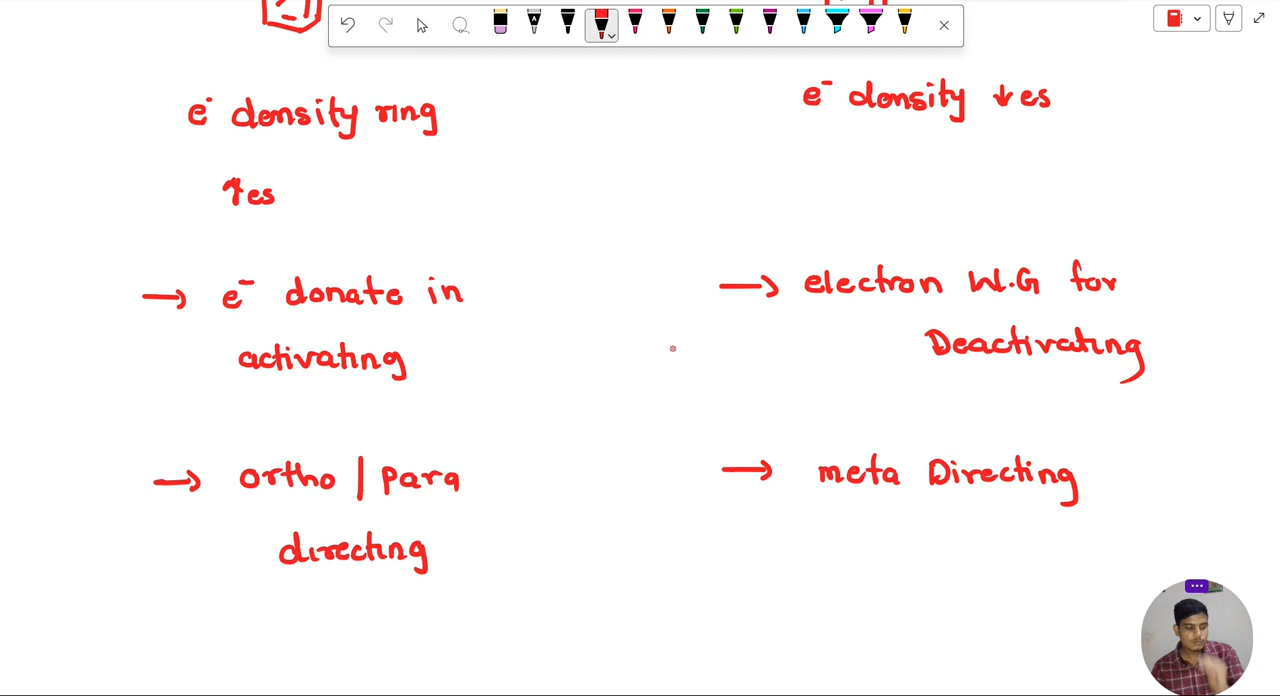 e⁻ density ring
↑es
→ e⁻ donate in
activating
→ ortho | para
directing
e⁻ density ↓es
→ electron W.G for
Deactivating
→ meta Directing